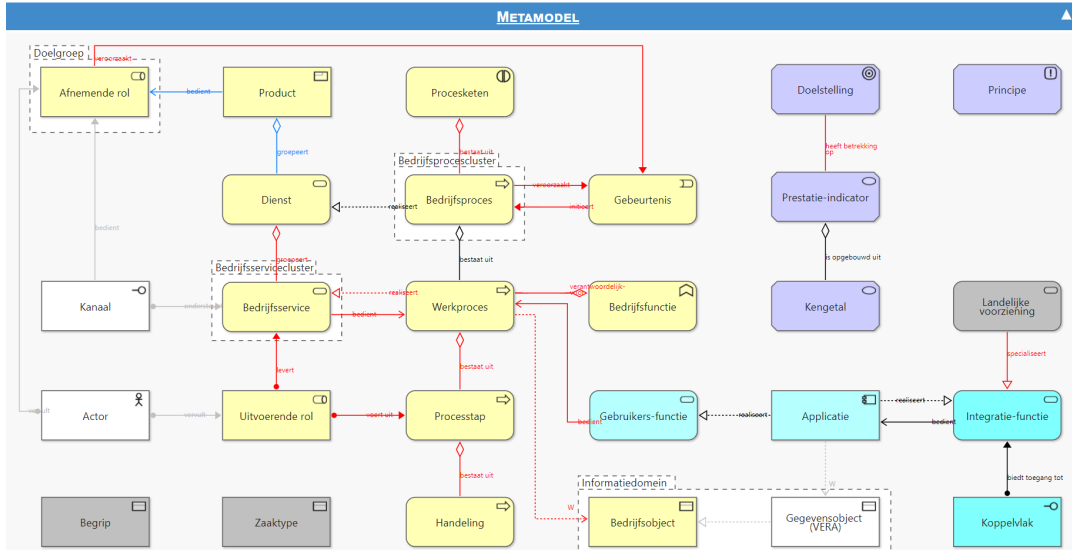 METAMODEL
Doelgroep
veroorzaakt
Afnemende rol
bedient
Product
Procesketen
Doelstelling
Principe
groepeert
bestaat uit
heeft betrekking
op
Bedrijfsprocescluster
Dienst
realiseert
Bedrijfsproces
veroorzaakt
initieert
Gebeurtenis
Prestatie-indicator
bedient
groepeert
bestaat uit
is opgebouwd uit
Bedrijfsservicecluster
Kanaal
Bedrijfsservice
realiseert
bedient
Werkproces
verantwoordelijk-
Bedrijfsfunctie
Kengetal
Landelijke
voorziening
levert
bestaat uit
specialiseert
vervult
Actor
vervult
Uitvoerende rol
voert uit
Processtap
bedient
Gebruikers-functie
realiseert
Applicatie
realiseert
bedient
Integratie-functie
bestaat uit
W
biedt toegang tot
Informatiedomein
Begrip
Zaaktype
Handeling
W
Bedrijfsobject
Gegevensobject
(VERA)
Koppelvlak